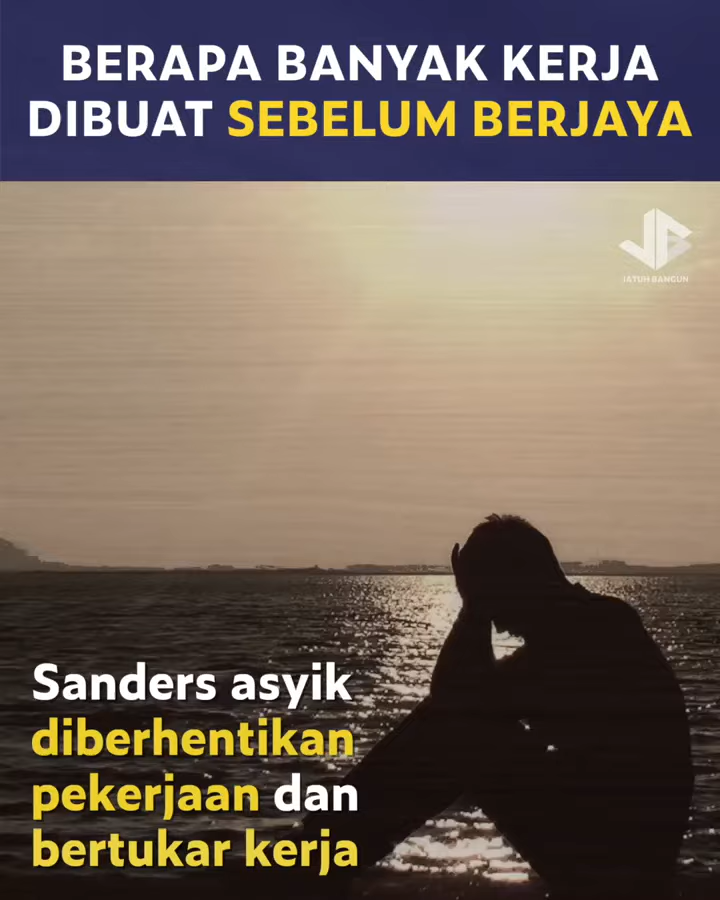 BERAPA BANYAK KERJA
DIBUAT SEBELUM BERJAYA
JATUH BANGUN
Sanders asyik
diberhentikan
pekerjaan dan
bertukar kerja